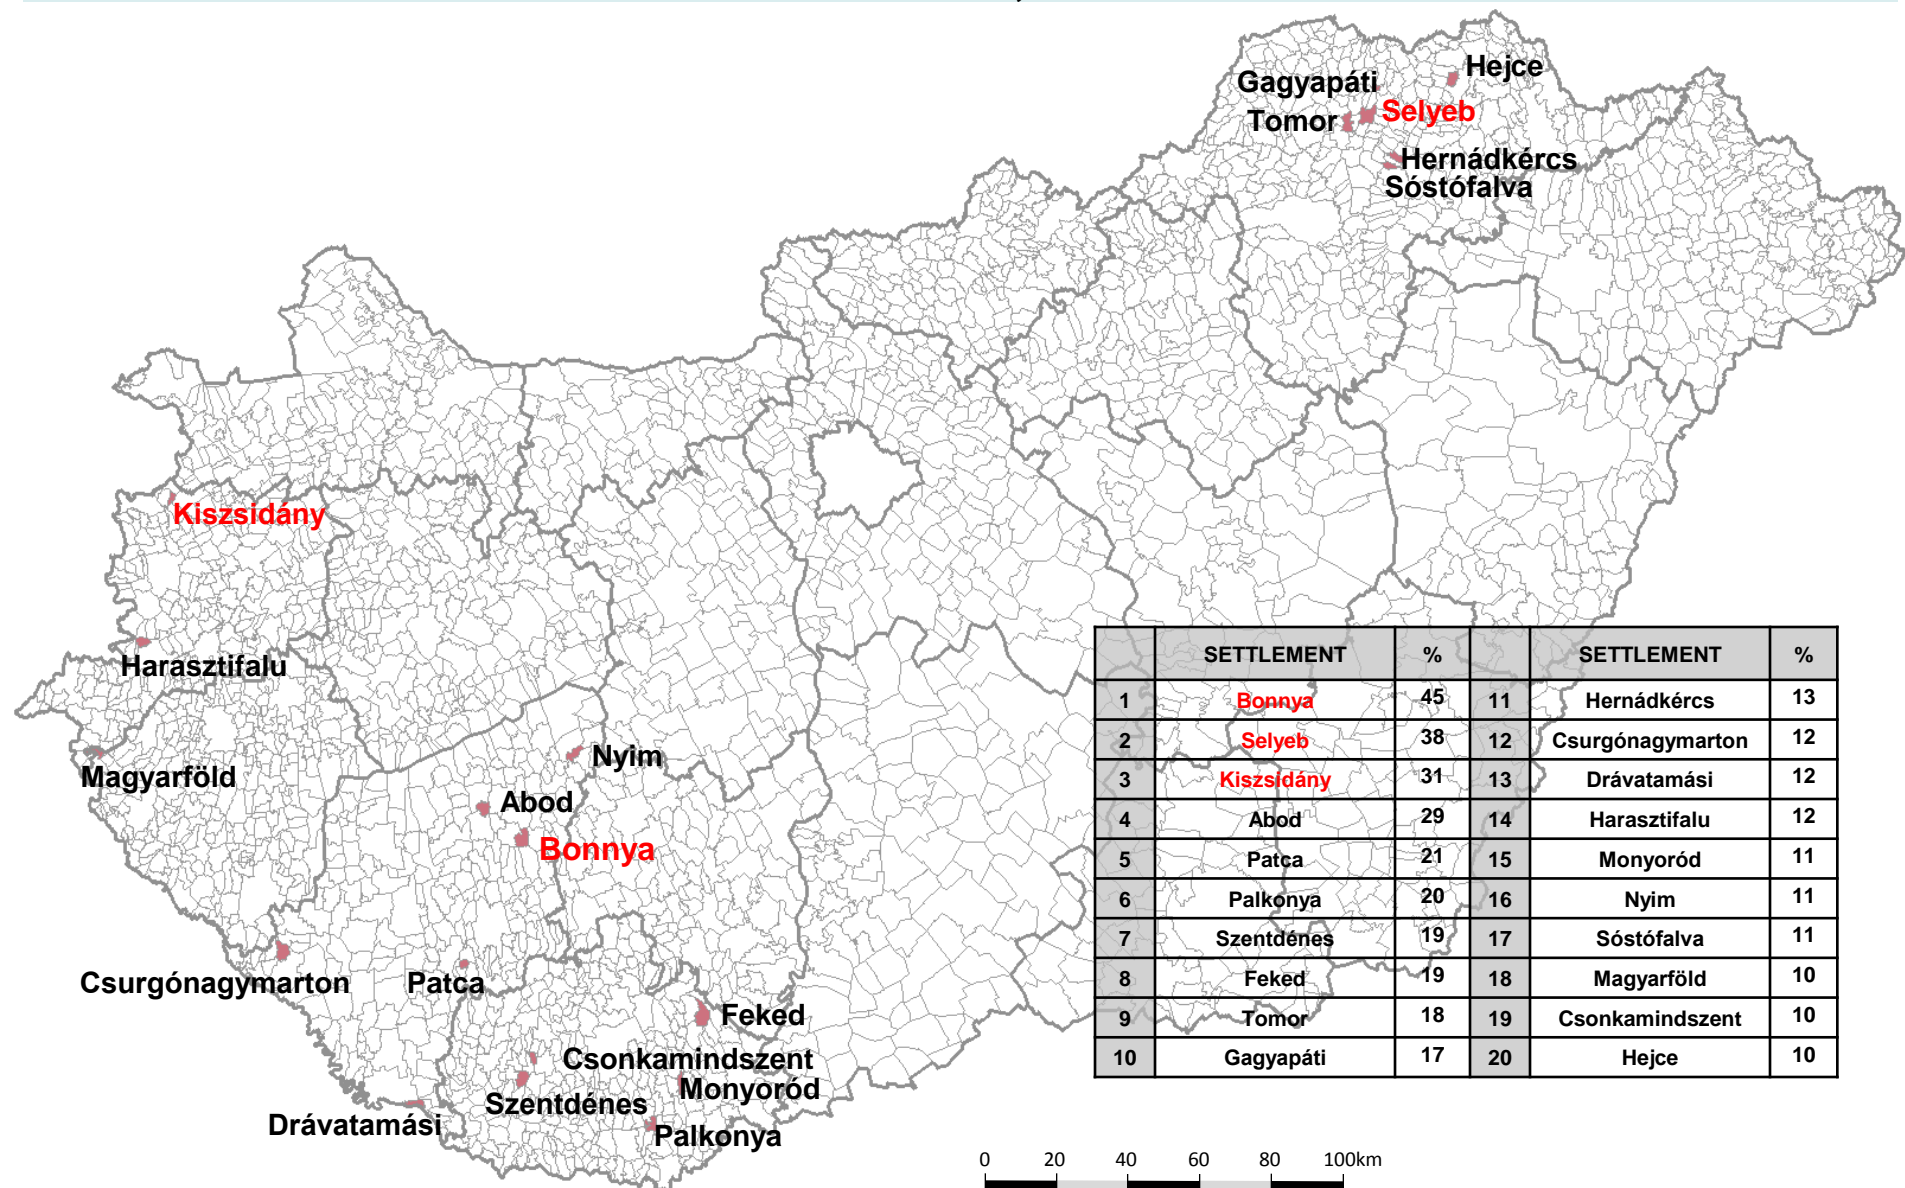 Hejce
Gagyapáti
Selyeb
Tomor
Hernádkércs
Sóstófalva
Kiszsidány
Harasztifalu
Magyarföld
Nyim
Abod
Bonnya
Csurgónagymarton
Patca
Feked
Csonkamindszent
Monyoród
Szentdénes
Drávatamási
Palkonya
SETTLEMENT % SETTLEMENT %
1 Bonnya 45 11 Hernádkércs 13
2 Selyeb 38 12 Csurgónagymarton 12
3 Kiszsidány 31 13 Drávatamási 12
4 Abod 29 14 Harasztifalu 12
5 Patca 21 15 Monyoród 11
6 Palkonya 20 16 Nyim 11
7 Szentdénes 19 17 Sóstófalva 11
8 Feked 19 18 Magyarföld 10
9 Tomor 18 19 Csonkamindszent 10
10 Gagyapáti 17 20 Hejce 10
0 20 40 60 80 100km